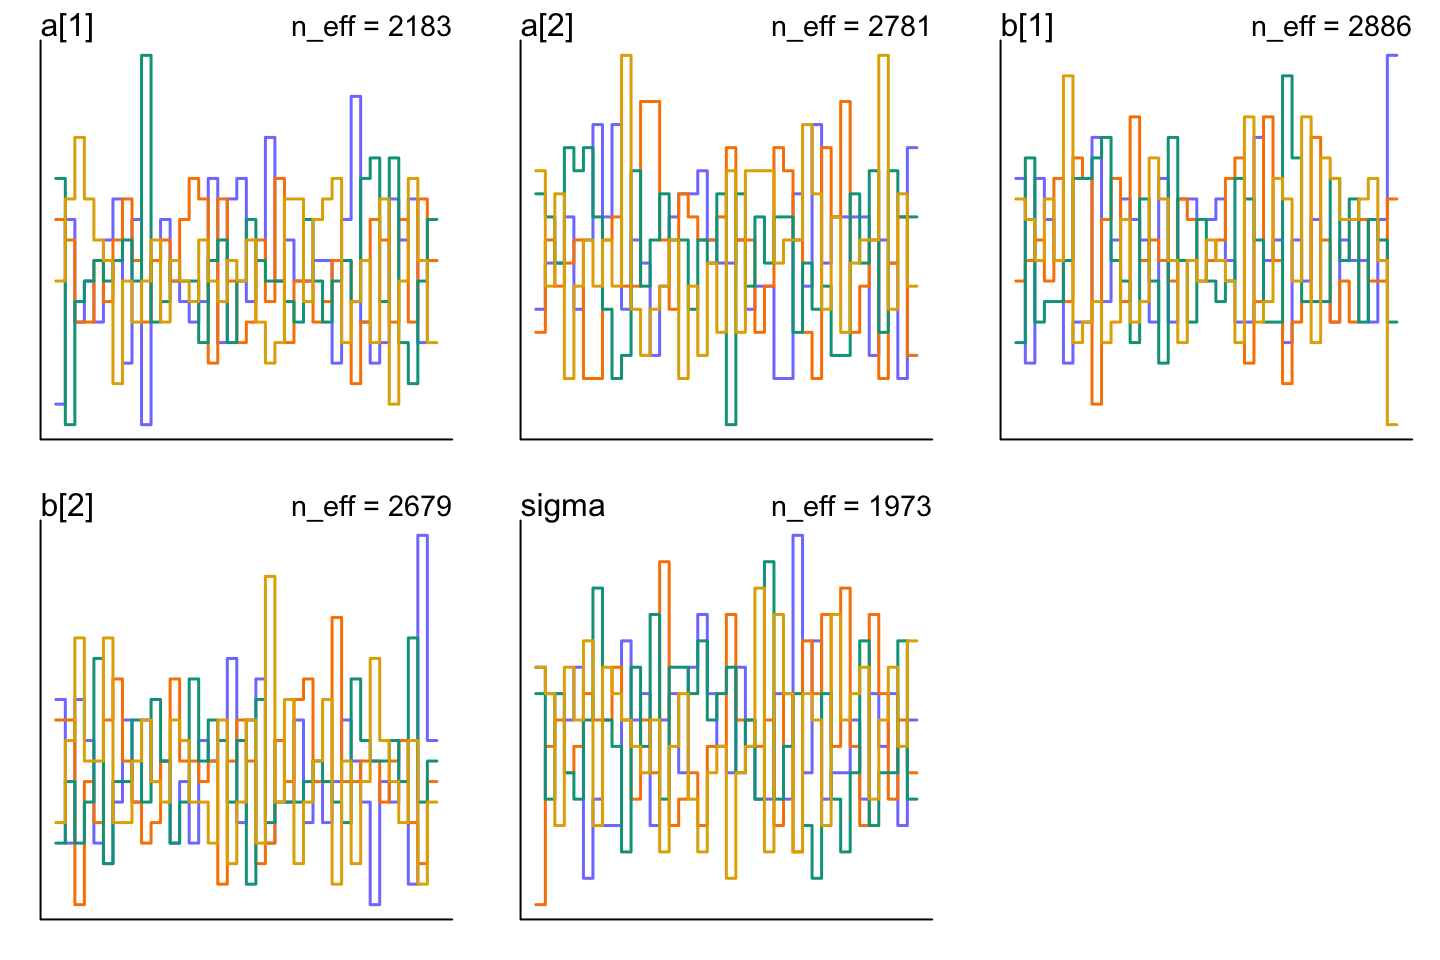 a[1] n_eff = 2183
a[2] n_eff = 2781
b[1] n_eff = 2886
b[2] n_eff = 2679
sigma n_eff = 1973